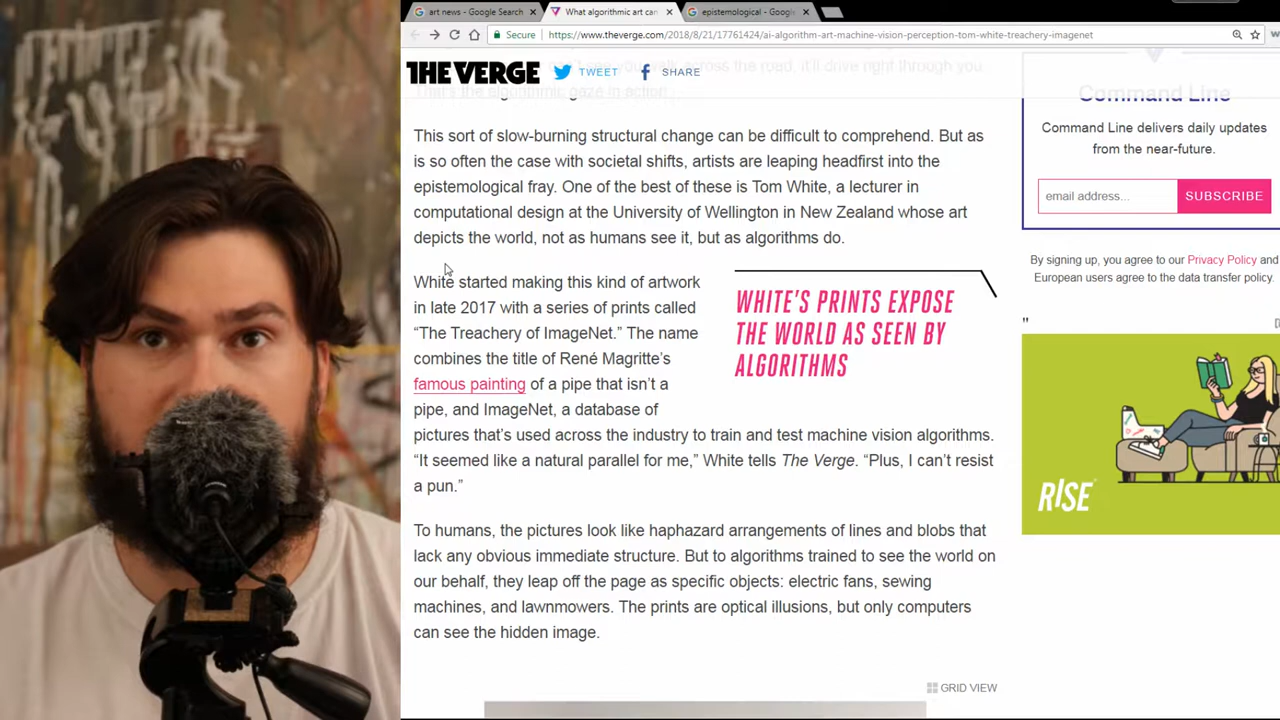 art news - Google Search
What algorithmic art can
epistemological - Google
Secure
https://www.theverge.com/2018/8/21/17761424/ai-algorithm-art-machine-vision-perception-tom-white-treachery-imagenet
THE VERGE
TWEET
SHARE
across the road, it'll drive right through you.
That's the algorithmic gaze in action.
This sort of slow-burning structural change can be difficult to comprehend. But as
is so often the case with societal shifts, artists are leaping headfirst into the
epistemological fray. One of the best of these is Tom White, a lecturer in
computational design at the University of Wellington in New Zealand whose art
depicts the world, not as humans see it, but as algorithms do.
White started making this kind of artwork
in late 2017 with a series of prints called
“The Treachery of ImageNet.” The name
combines the title of René Magritte’s
famous painting of a pipe that isn’t a
pipe, and ImageNet, a database of
pictures that’s used across the industry to train and test machine vision algorithms.
“It seemed like a natural parallel for me,” White tells The Verge. “Plus, I can’t resist
a pun.”
WHITE’S PRINTS EXPOSE
THE WORLD AS SEEN BY
ALGORITHMS
To humans, the pictures look like haphazard arrangements of lines and blobs that
lack any obvious immediate structure. But to algorithms trained to see the world on
our behalf, they leap off the page as specific objects: electric fans, sewing
machines, and lawnmowers. The prints are optical illusions, but only computers
can see the hidden image.
GRID VIEW
Command Line
Command Line delivers daily updates
from the near-future.
email address...
SUBSCRIBE
By signing up, you agree to our Privacy Policy and
European users agree to the data transfer policy.
"
RISE